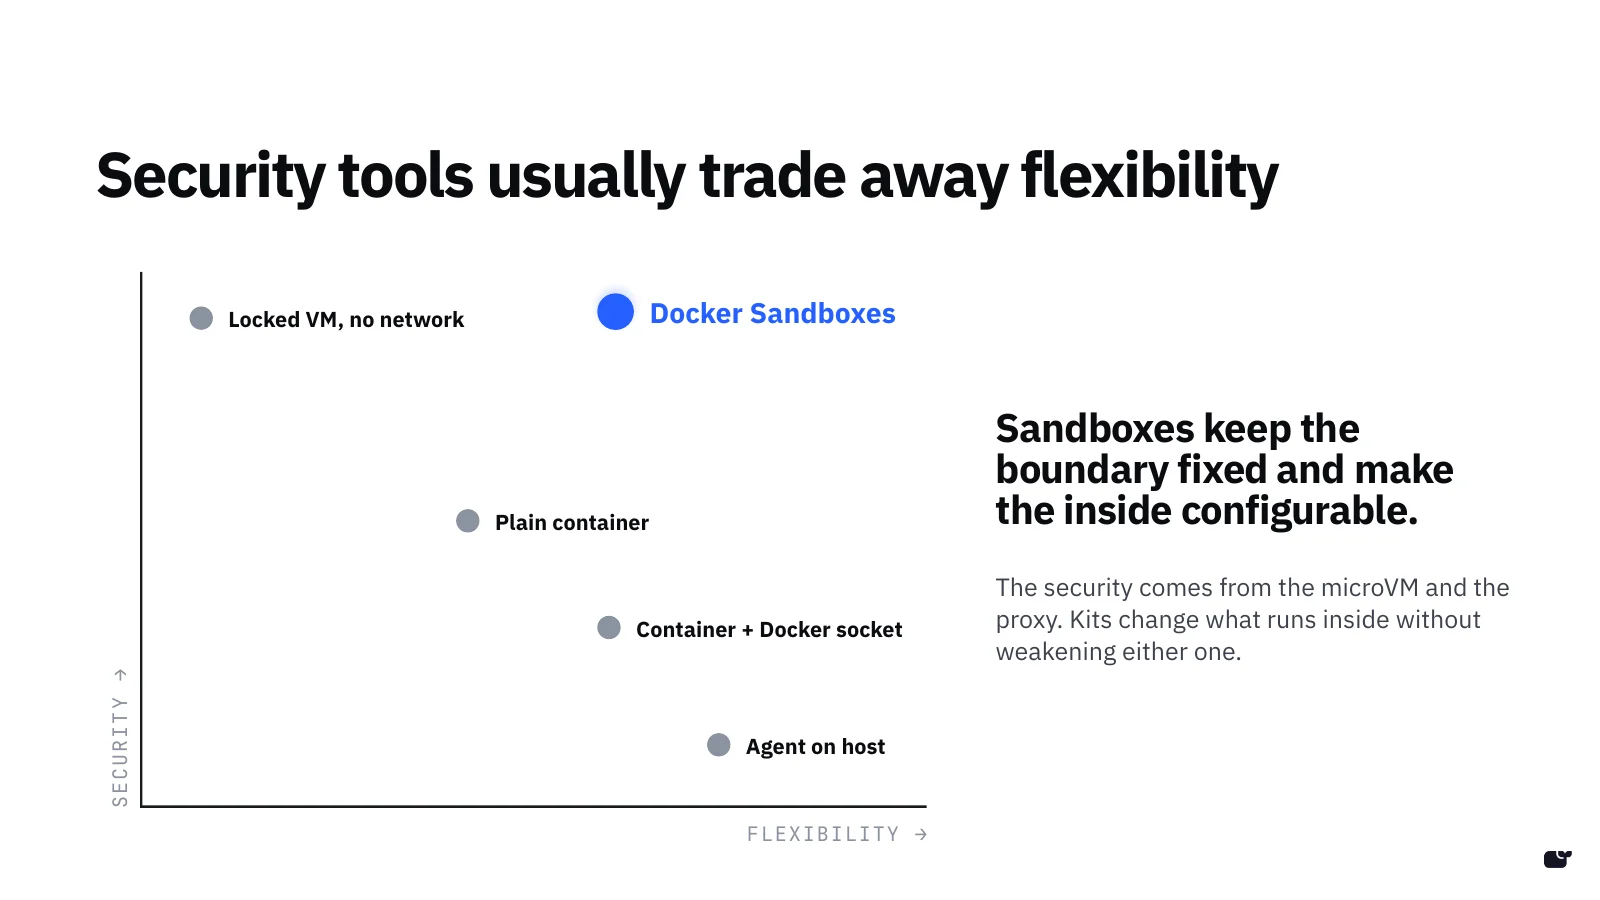 Security tools usually trade away flexibility
Locked VM, no network
Docker Sandboxes
Plain container
Container + Docker socket
Agent on host
SECURITY →
FLEXIBILITY →
Sandboxes keep the
boundary fixed and make
the inside configurable.
The security comes from the microVM and the
proxy. Kits change what runs inside without
weakening either one.